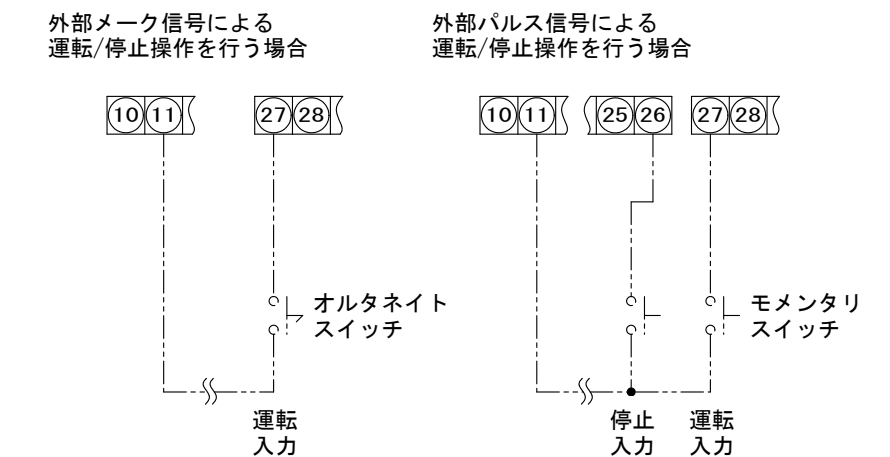 外部メーク信号による
運転/停止操作を行う場合
10 11 27 28
オルタネイト
スイッチ
運転
入力
外部パルス信号による
運転/停止操作を行う場合
10 11 25 26 27 28
モメンタリ
スイッチ
停止
入力
運転
入力